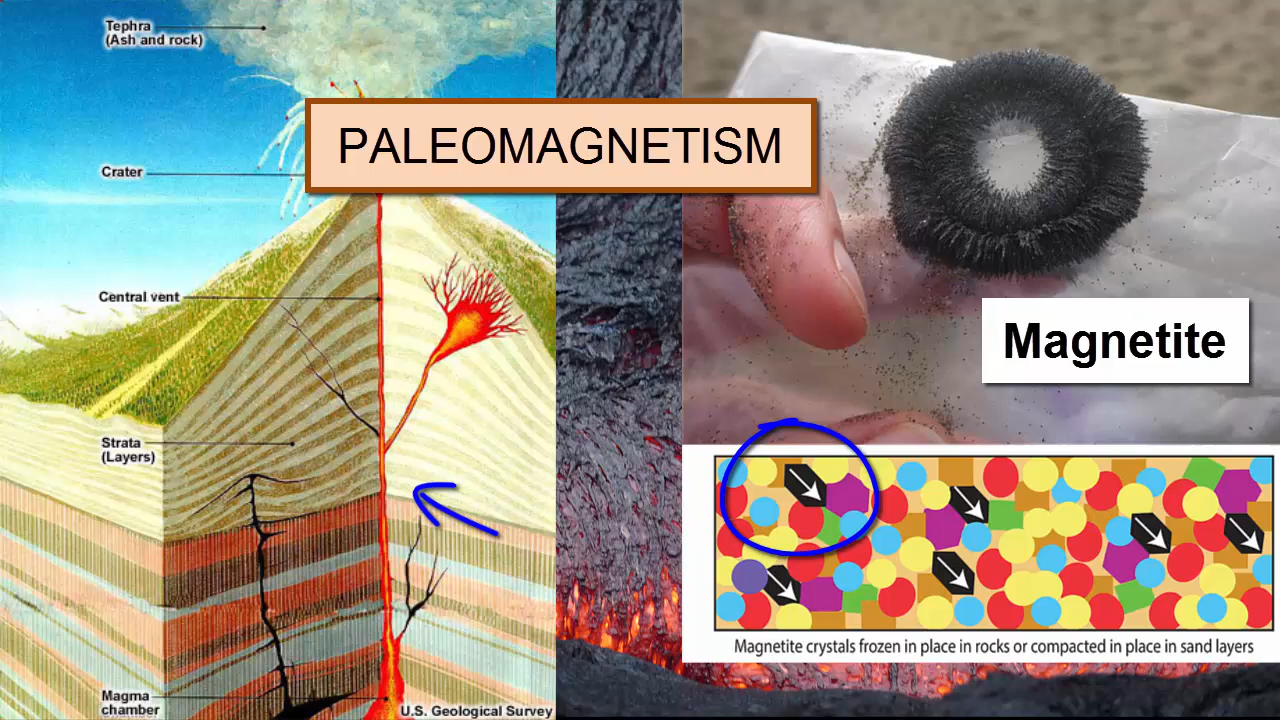 Tephra
(Ash and rock)
PALEOMAGNETISM
Crater
Central vent
Magnetite
Strata
(Layers)
Magnetite crystals frozen in place in rocks or compacted in place in sand layers
Magma
chamber
U.S. Geological Survey